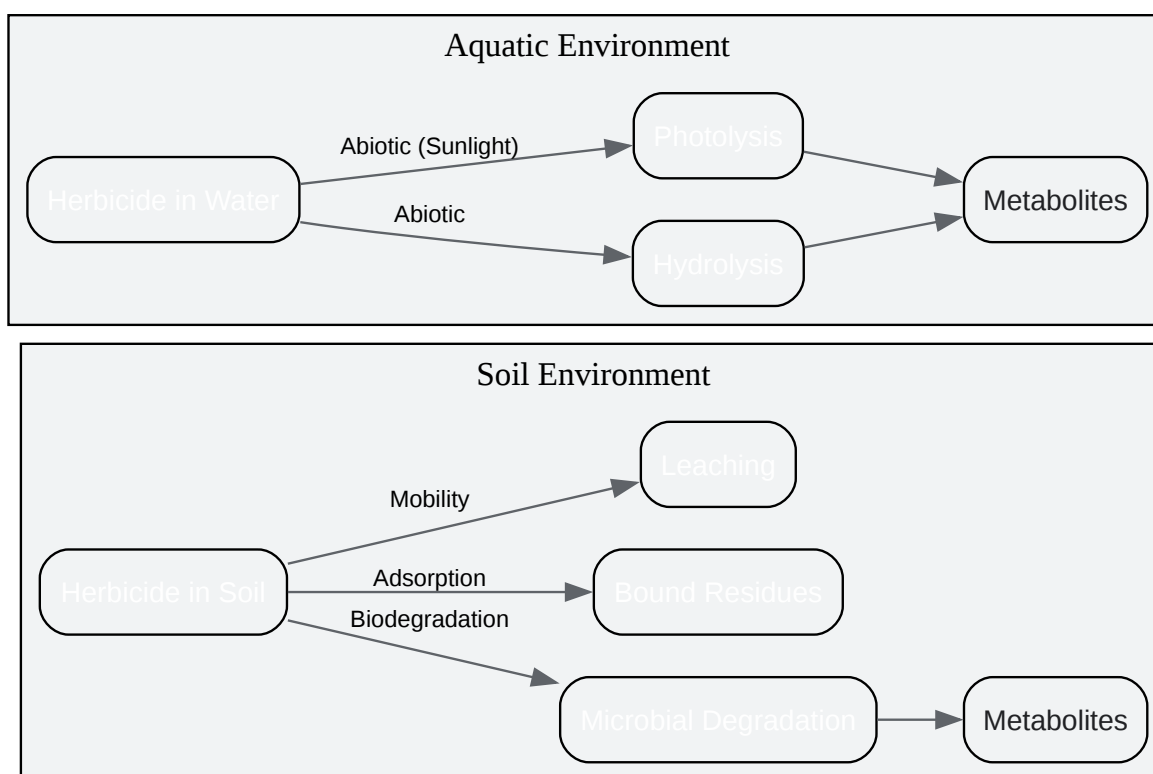 Aquatic Environment
Abiotic (Sunlight)
Photolysis
Herbicide in Water
Metabolites
Abiotic
Hydrolysis
Soil Environment
Leaching
Mobility
Herbicide in Soil
Adsorption
Bound Residues
Biodegradation
Microbial Degradation
Metabolites